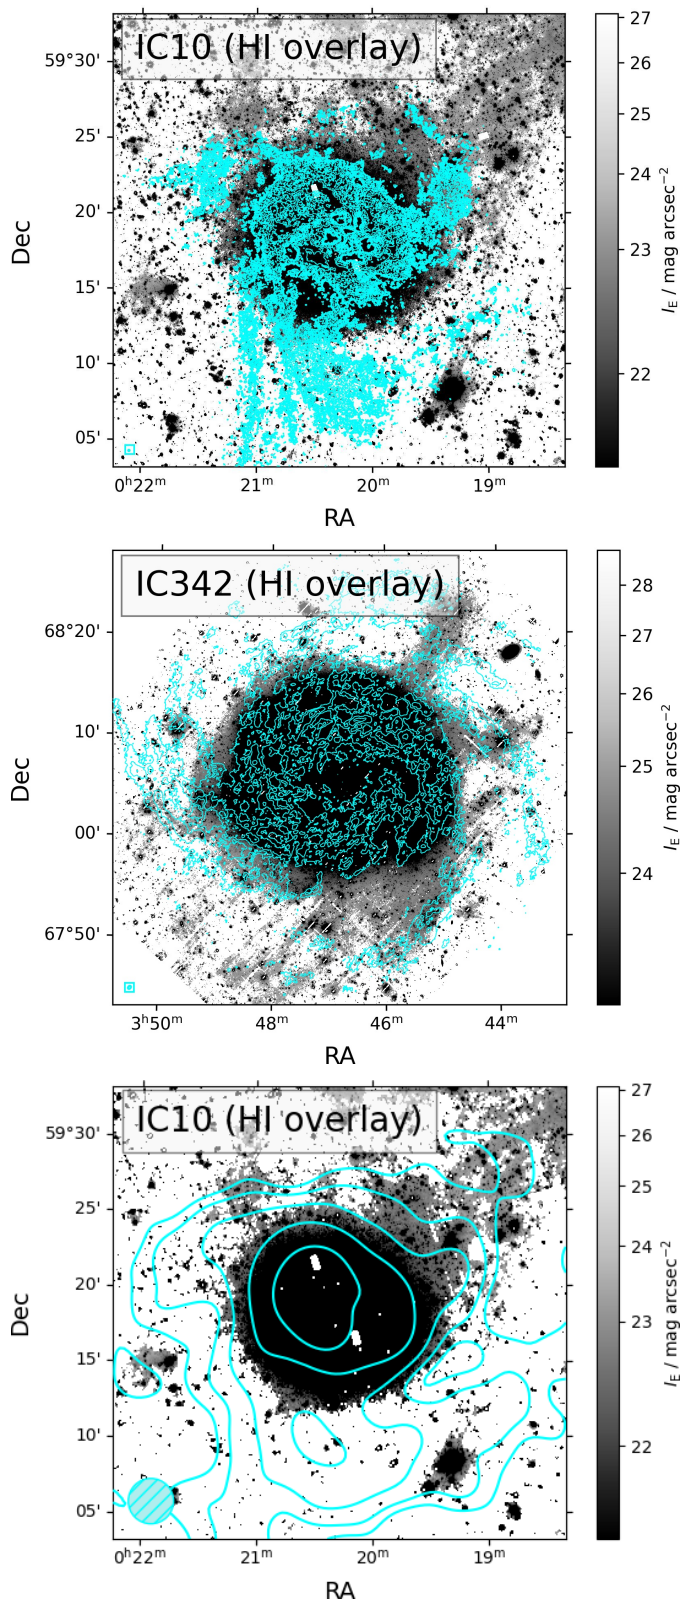 IC10 (HI overlay)
59°30'
25'
20'
15'
10'
05'
Dec
0ʰ22ᵐ 21ᵐ 20ᵐ 19ᵐ
RA
27
26
25
24
23
22
I_E / mag arcsec⁻²
IC342 (HI overlay)
68°20'
10'
00'
67°50'
Dec
3ʰ50ᵐ 48ᵐ 46ᵐ 44ᵐ
RA
28
27
26
25
24
I_E / mag arcsec⁻²
IC10 (HI overlay)
59°30'
25'
20'
15'
10'
05'
Dec
0ʰ22ᵐ 21ᵐ 20ᵐ 19ᵐ
RA
27
26
25
24
23
22
I_E / mag arcsec⁻²